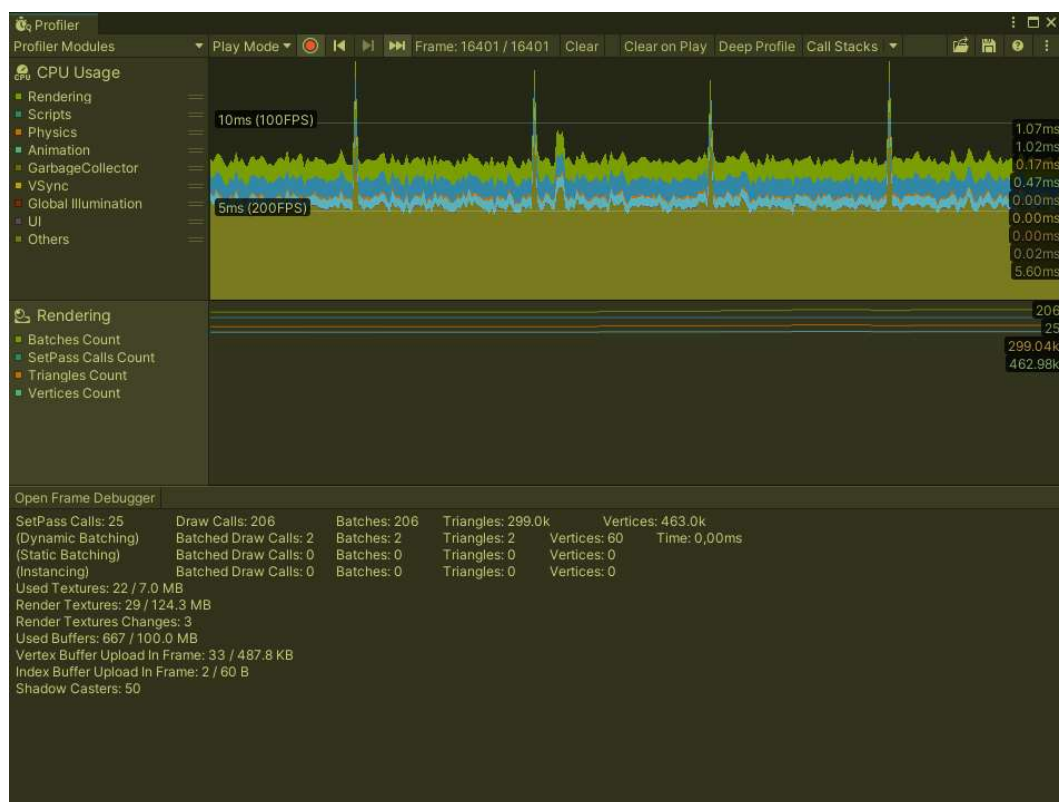 Profiler
Profiler Modules Play Mode Frame: 16401 / 16401 Clear Clear on Play Deep Profile Call Stacks
CPU Usage
Rendering
Scripts
Physics
Animation
GarbageCollector
VSync
Global Illumination
UI
Others
10ms (100FPS)
5ms (200FPS)
1.07ms
1.02ms
0.17ms
0.47ms
0.00ms
0.00ms
0.00ms
0.02ms
5.60ms
Rendering
Batches Count
SetPass Calls Count
Triangles Count
Vertices Count
206
25
299.04k
462.98k
Open Frame Debugger
SetPass Calls: 25 Draw Calls: 206 Batches: 206 Triangles: 299.0k Vertices: 463.0k
(Dynamic Batching) Batched Draw Calls: 2 Batches: 2 Triangles: 2 Vertices: 60 Time: 0,00ms
(Static Batching) Batched Draw Calls: 0 Batches: 0 Triangles: 0 Vertices: 0
(Instancing) Batched Draw Calls: 0 Batches: 0 Triangles: 0 Vertices: 0
Used Textures: 22 / 7.0 MB
Render Textures: 29 / 124.3 MB
Render Textures Changes: 3
Used Buffers: 667 / 100.0 MB
Vertex Buffer Upload In Frame: 33 / 487.8 KB
Index Buffer Upload In Frame: 2 / 60 B
Shadow Casters: 50